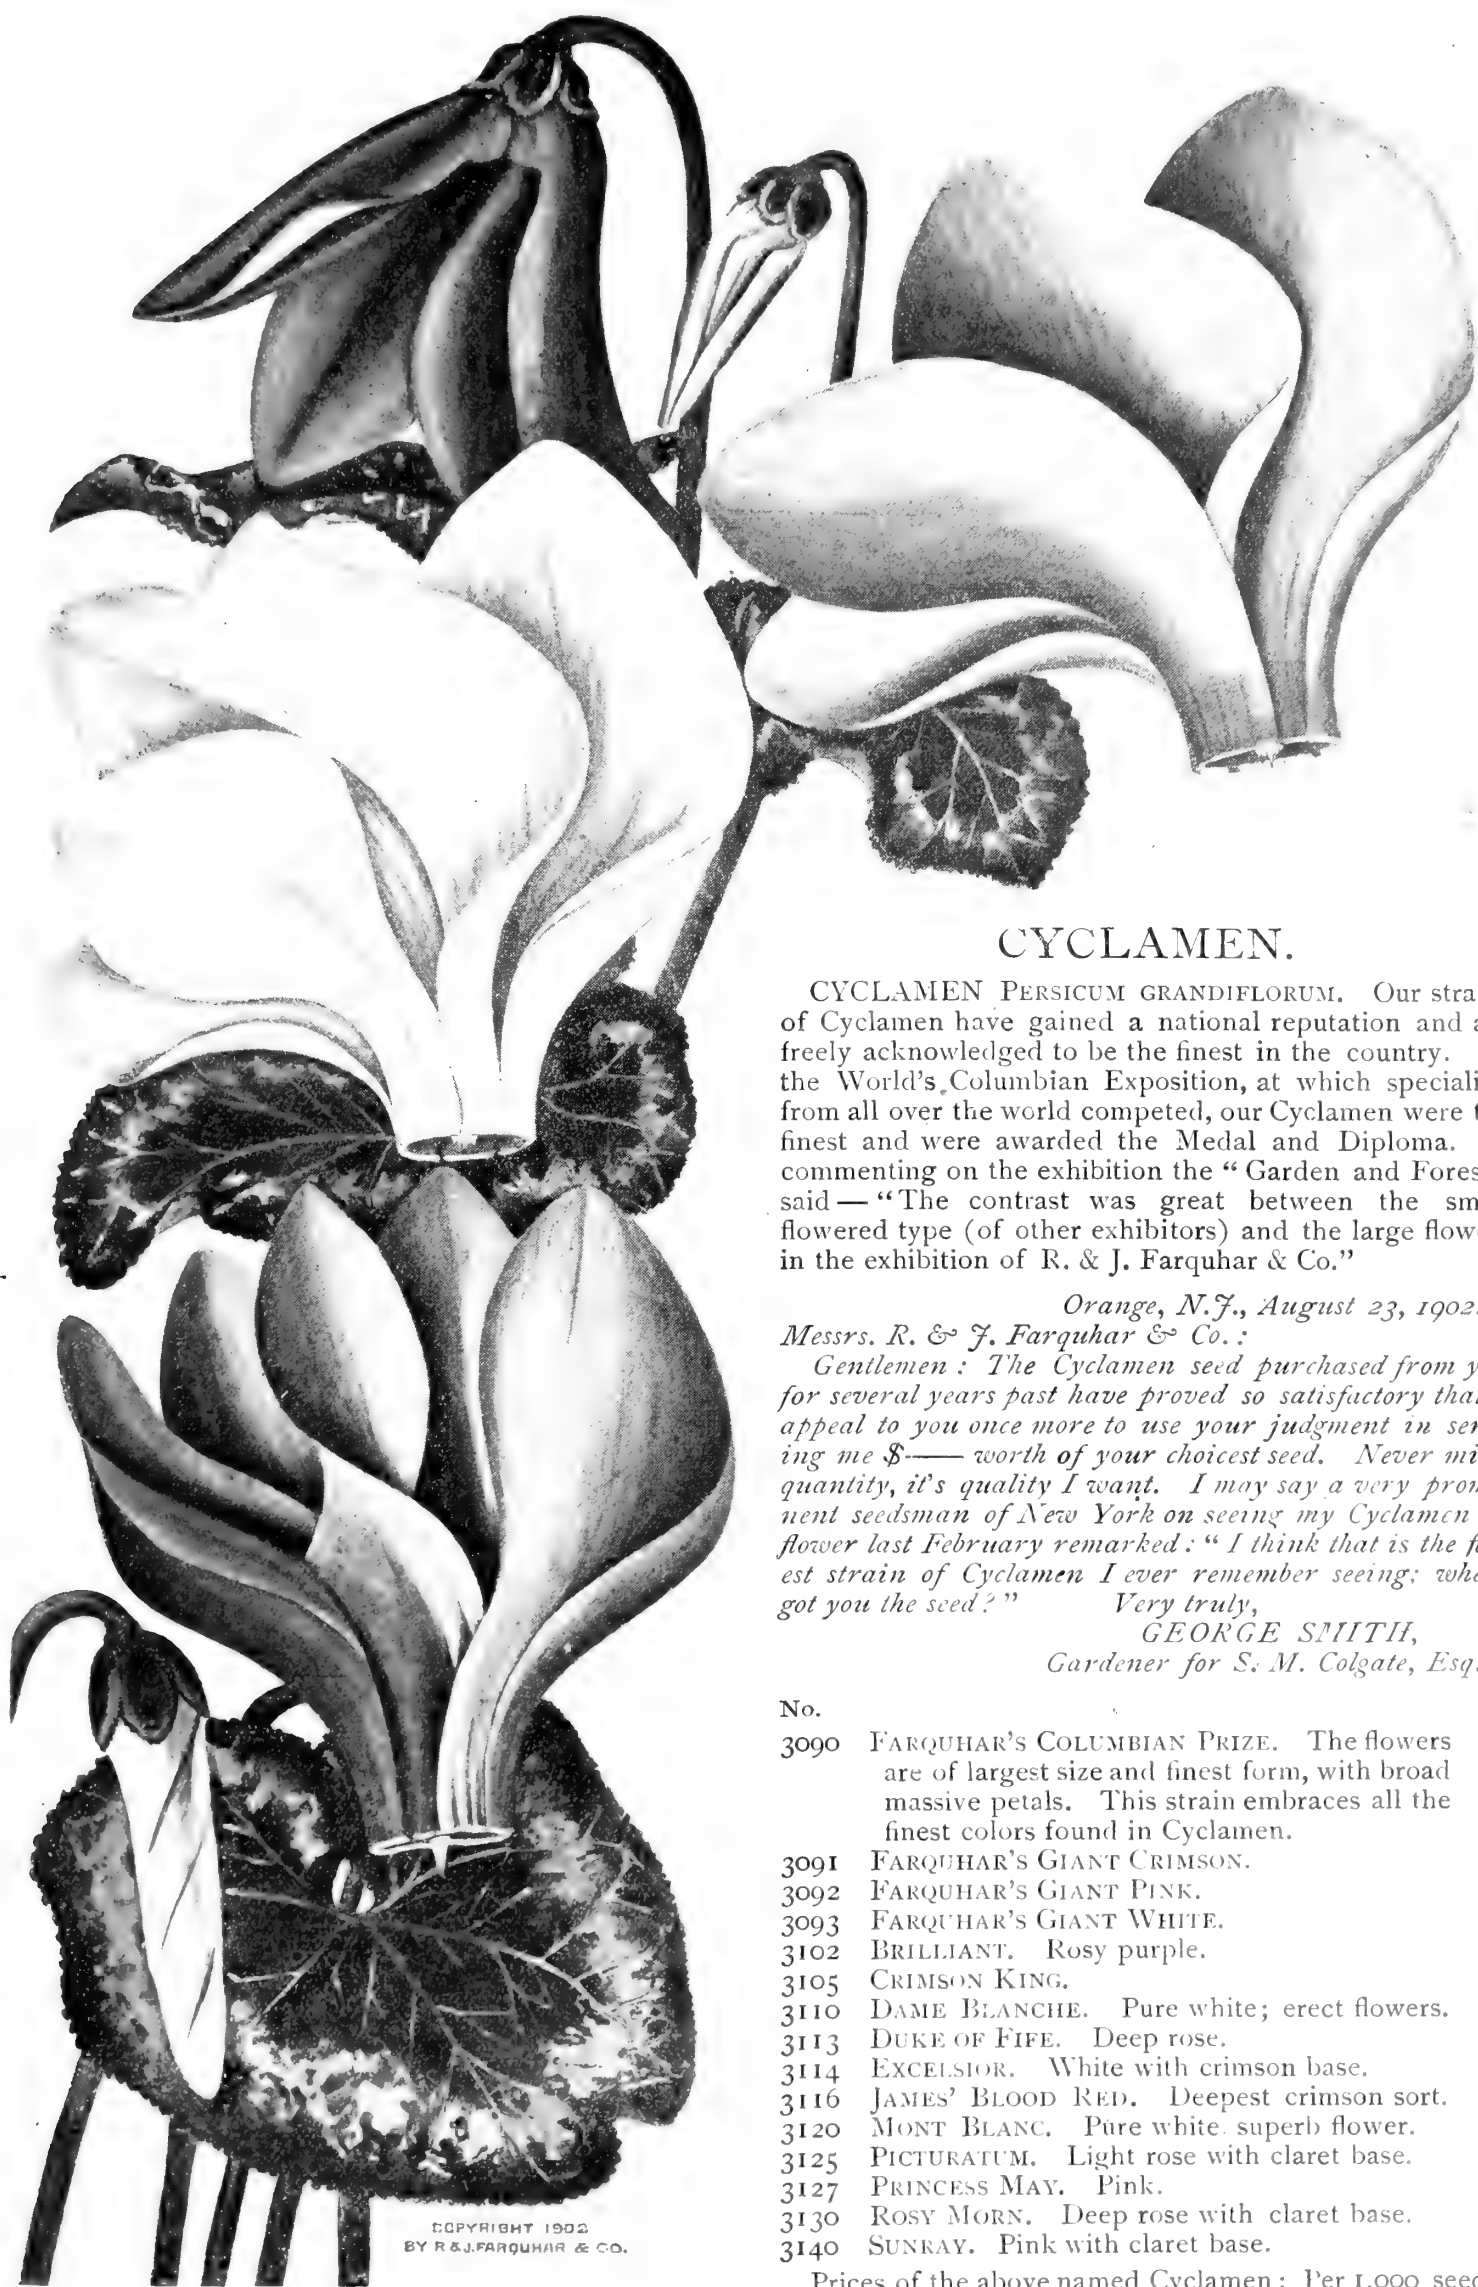 CYCLAMEN.
CYCLAMEN PERSICUM GRANDIFLORUM. Our
of Cyclamen have gained a national reputation and
freely acknowledged to be the finest in the country.
the World's Columbian Exposition, at which
from all over the world competed, our Cyclamen were
finest and were awarded the Medal and Diploma.
commenting on the exhibition the “ Garden and
said — “The contrast was great between the
flowered type (of other exhibitors) and the large
in the exhibition of R. & J. Farquhar & Co.”
Orange, N.J., August 23, 1902.
Messrs. R. & J. Farquhar & Co. :
Gentlemen : The Cyclamen seed purchased from
for several years past have proved so satisfactory
appeal to you once more to use your judgment in
ing me $—— worth of your choicest seed. Never
quantity, it's quality I want. I may say a very
nent seedsman of New York on seeing my Cyclamen
flower last February remarked : “ I think that is the
est strain of Cyclamen I ever remember seeing;
got you the seed ? ” Very truly,
GEORGE SMITH,
Gardener for S. M. Colgate, Esq.
No.
3090 FARQUHAR'S COLUMBIAN PRIZE. The flowers
are of largest size and finest form, with broad
massive petals. This strain embraces all the
finest colors found in Cyclamen.
3091 FARQUHAR'S GIANT CRIMSON.
3092 FARQUHAR'S GIANT PINK.
3093 FARQUHAR'S GIANT WHITE.
3102 BRILLIANT. Rosy purple.
3105 CRIMSON KING.
3110 DAME BLANCHE. Pure white; erect flowers.
3113 DUKE OF FIFE. Deep rose.
3114 EXCELSIOR. White with crimson base.
3116 JAMES' BLOOD RED. Deepest crimson sort.
3120 MONT BLANC. Pure white superb flower.
3125 PICTURATUM. Light rose with claret base.
3127 PRINCESS MAY. Pink.
3130 ROSY MORN. Deep rose with claret base.
3140 SUNRAY. Pink with claret base.
Prices of the above named Cyclamen : Per 1,000
COPYRIGHT 1902
BY R & J. FARQUHAR & CO.